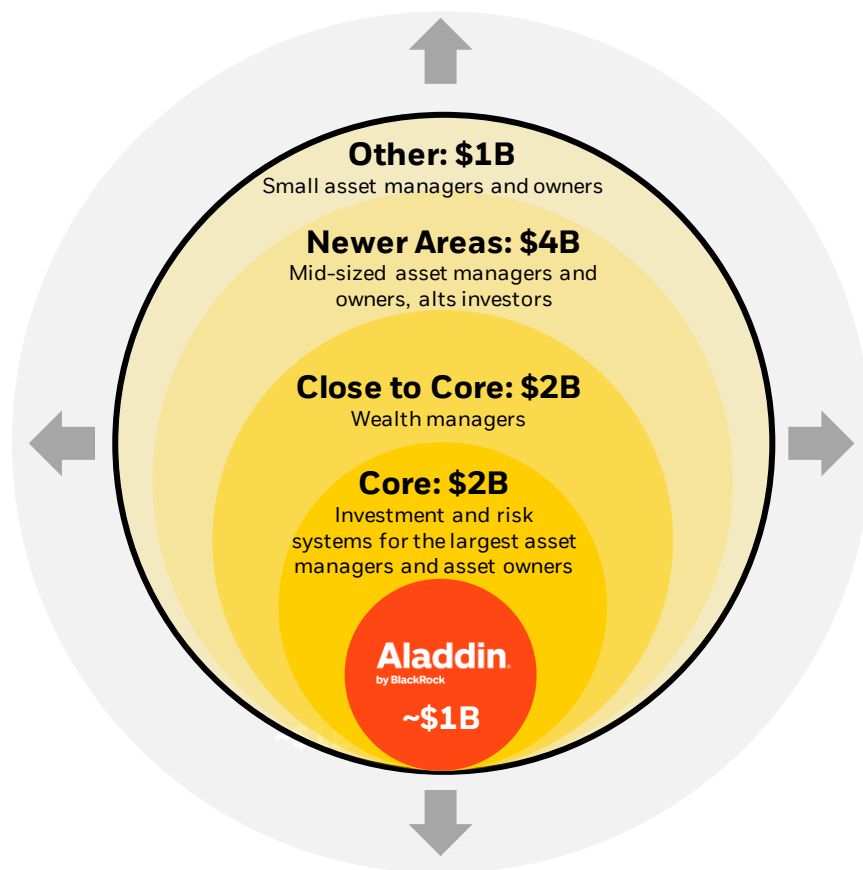 Other: $1B
Small asset managers and owners
Newer Areas: $4B
Mid-sized asset managers and
owners, alts investors
Close to Core: $2B
Wealth managers
Core: $2B
Investment and risk
systems for the largest asset
managers and asset owners
Aladdin®
by BlackRock
~$1B